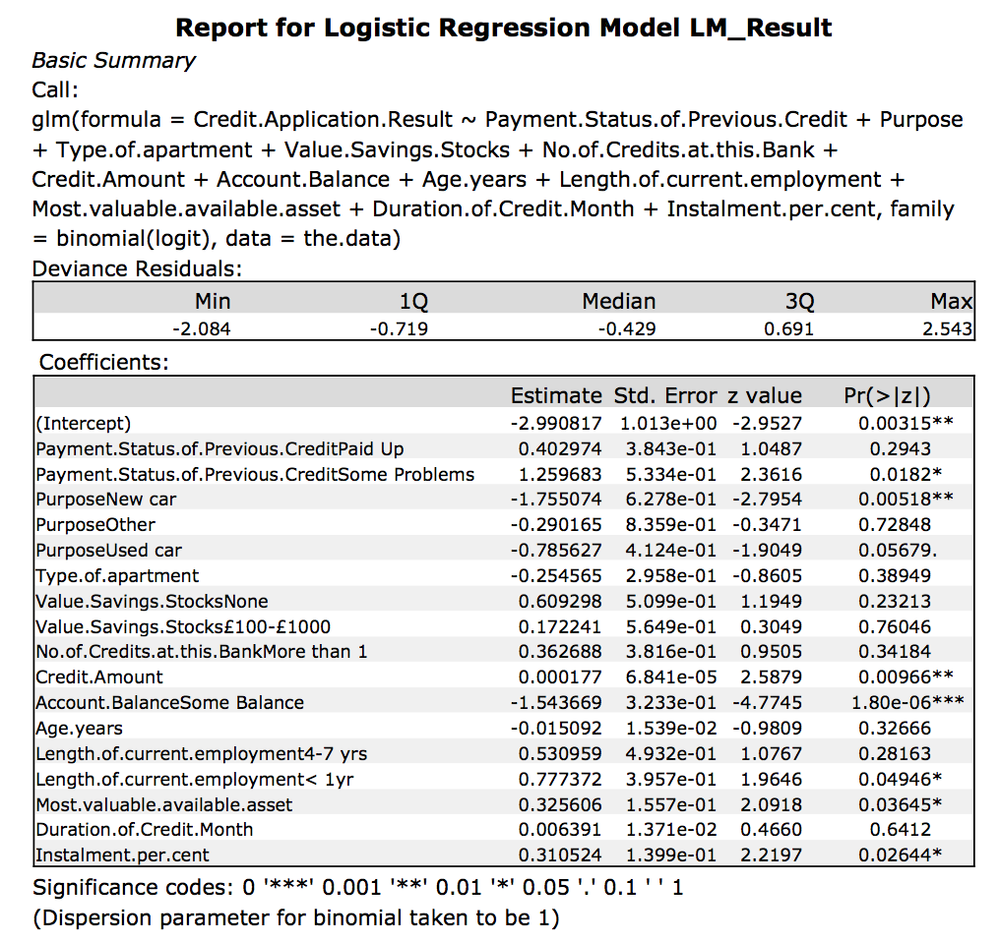 Report for Logistic Regression Model LM_Result
Basic Summary
Call:
glm(formula = Credit.Application.Result ~ Payment.Status.of.Previous.Credit + Purpose
+ Type.of.apartment + Value.Savings.Stocks + No.of.Credits.at.this.Bank +
Credit.Amount + Account.Balance + Age.years + Length.of.current.employment +
Most.valuable.available.asset + Duration.of.Credit.Month + Instalment.per.cent, family
= binomial(logit), data = the.data)
Deviance Residuals:
Min 1Q Median 3Q Max
-2.084 -0.719 -0.429 0.691 2.543
Coefficients:
Estimate Std. Error z value Pr(>|z|)
(Intercept) -2.990817 1.013e+00 -2.9527 0.00315**
Payment.Status.of.Previous.CreditPaid Up 0.402974 3.843e-01 1.0487 0.2943
Payment.Status.of.Previous.CreditSome Problems 1.259683 5.334e-01 2.3616 0.0182*
PurposeNew car -1.755074 6.278e-01 -2.7954 0.00518**
PurposeOther -0.290165 8.359e-01 -0.3471 0.72848
PurposeUsed car -0.785627 4.124e-01 -1.9049 0.05679.
Type.of.apartment -0.254565 2.958e-01 -0.8605 0.38949
Value.Savings.StocksNone 0.609298 5.099e-01 1.1949 0.23213
Value.Savings.Stocks£100-£1000 0.172241 5.649e-01 0.3049 0.76046
No.of.Credits.at.this.BankMore than 1 0.362688 3.816e-01 0.9505 0.34184
Credit.Amount 0.000177 6.841e-05 2.5879 0.00966**
Account.BalanceSome Balance -1.543669 3.233e-01 -4.7745 1.80e-06***
Age.years -0.015092 1.539e-02 -0.9809 0.32666
Length.of.current.employment4-7 yrs 0.530959 4.932e-01 1.0767 0.28163
Length.of.current.employment< 1yr 0.777372 3.957e-01 1.9646 0.04946*
Most.valuable.available.asset 0.325606 1.557e-01 2.0918 0.03645*
Duration.of.Credit.Month 0.006391 1.371e-02 0.4660 0.6412
Instalment.per.cent 0.310524 1.399e-01 2.2197 0.02644*
Significance codes: 0 '***' 0.001 '**' 0.01 '*' 0.05 '.' 0.1 ' ' 1
(Dispersion parameter for binomial taken to be 1)